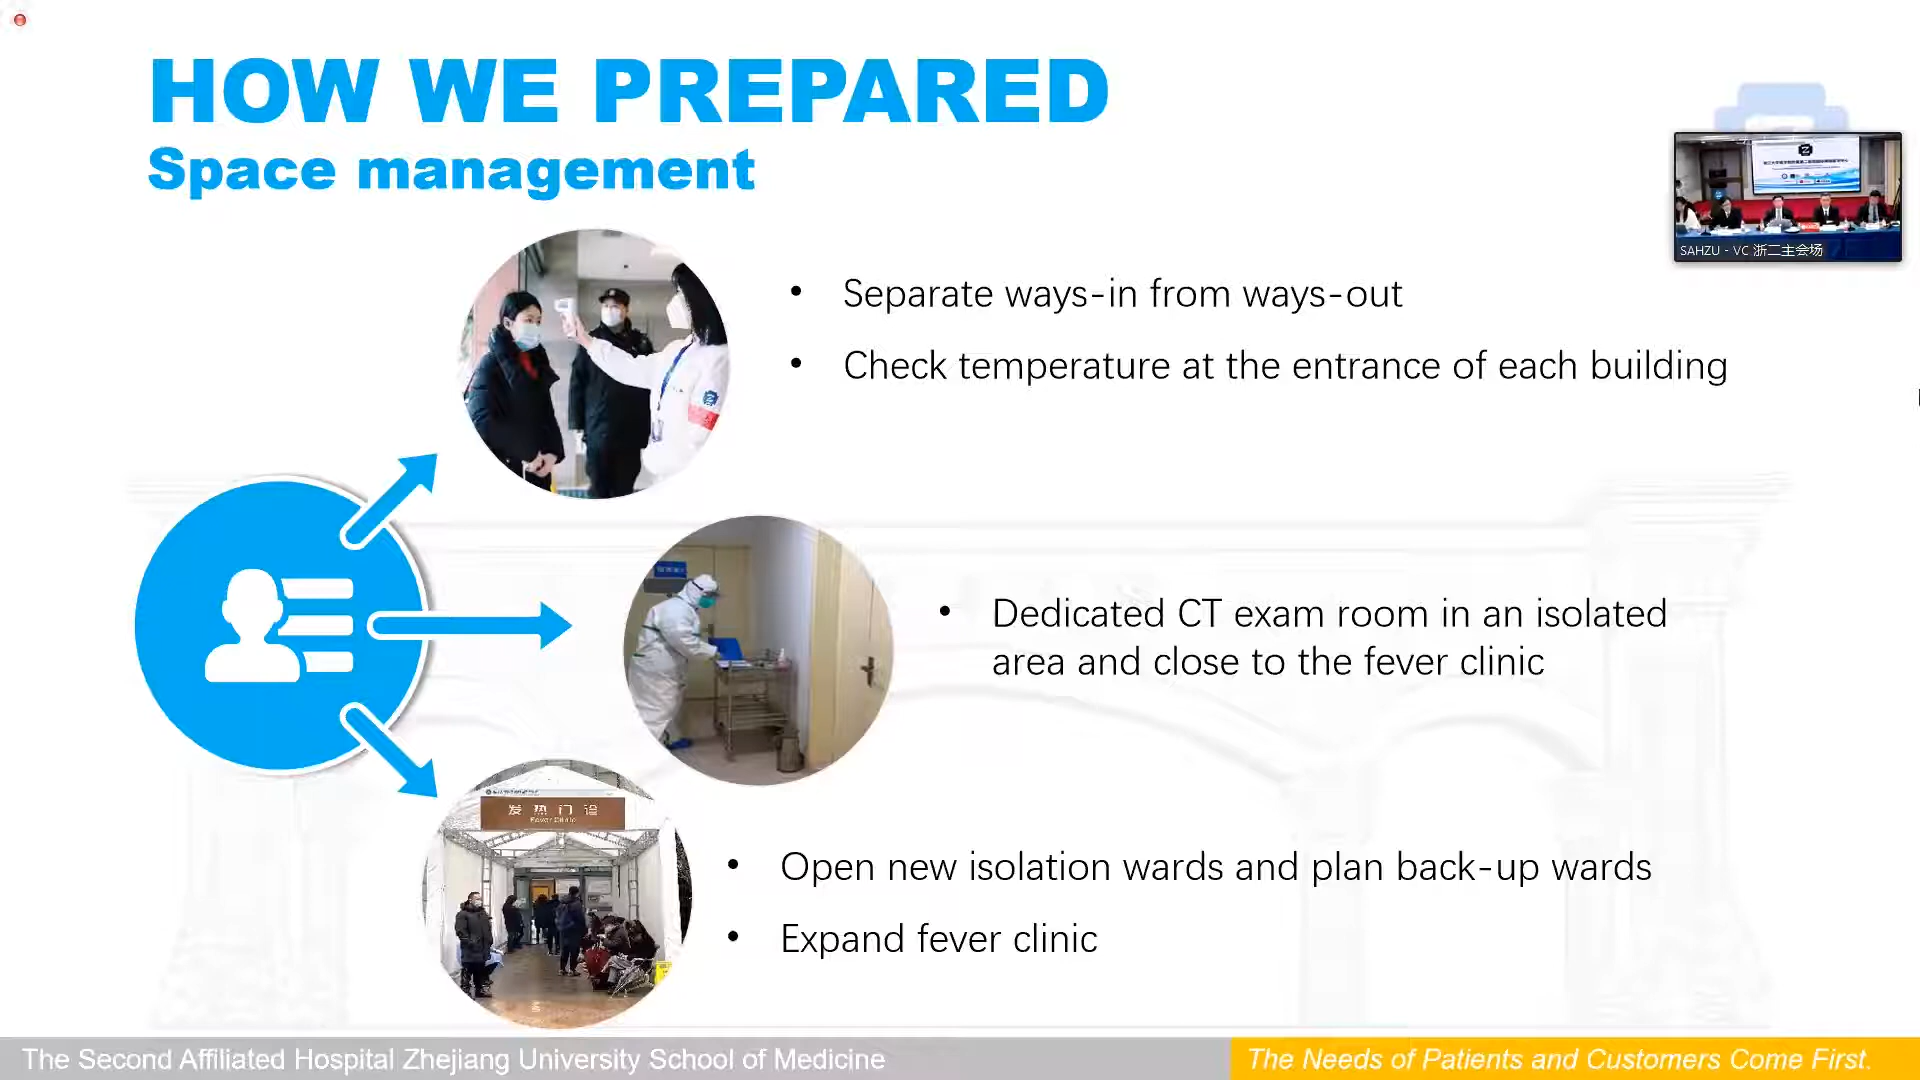 HOW WE PREPARED
Space management
SAHZU - VC 浙二主会场
• Separate ways-in from ways-out
• Check temperature at the entrance of each building
• Dedicated CT exam room in an isolated
area and close to the fever clinic
发热门诊
Fever Clinic
• Open new isolation wards and plan back-up wards
• Expand fever clinic
The Second Affiliated Hospital Zhejiang University School of Medicine
The Needs of Patients and Customers Come First.